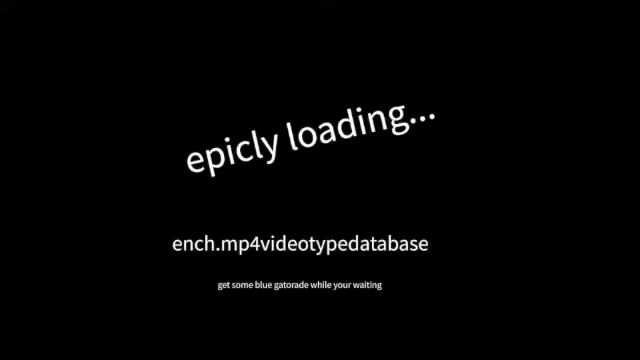 epicly loading...
ench.mp4videotypedatabase
get some blue gatorade while your waiting